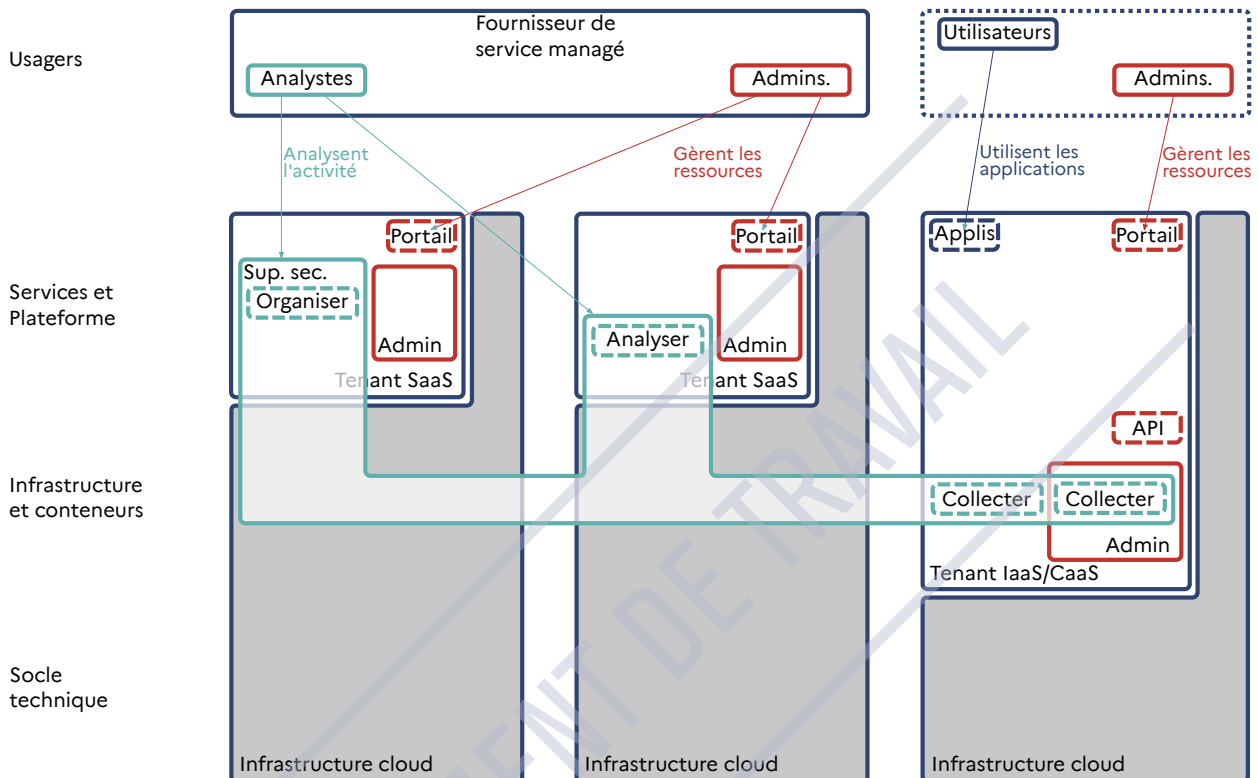 Usagers
Fournisseur de
service managé
Analystes
Admins.
Utilisateurs
Admins.
Analysent
l'activité
Gèrent les
ressources
Utilisent les
applications
Gèrent les
ressources
Services et
Plateforme
Portail
Sup. sec.
Organiser
Admin
Tenant SaaS
Portail
Analyser
Admin
Tenant SaaS
Applis
Portail
API
Infrastructure
et conteneurs
Collecter
Collecter
Admin
Tenant IaaS/CaaS
Socle
technique
Infrastructure cloud
Infrastructure cloud
Infrastructure cloud
DE TRAVAIL